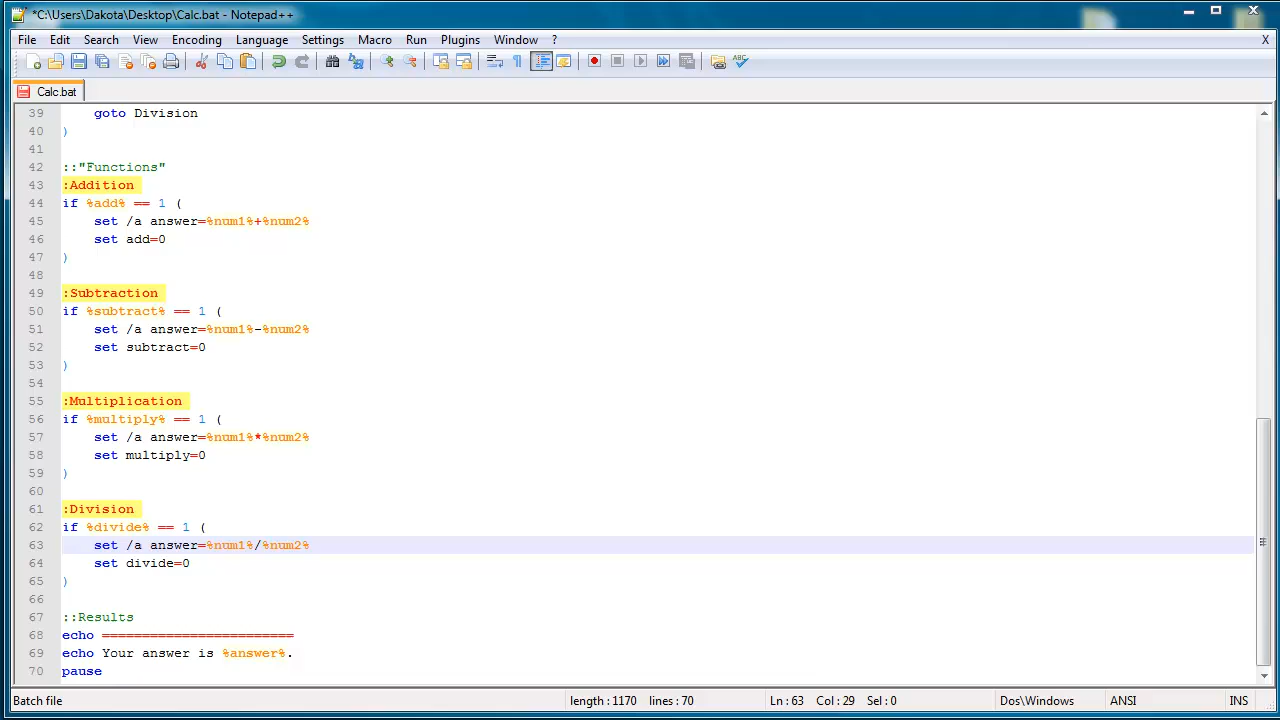 *C:\Users\Dakota\Desktop\Calc.bat - Notepad++
File Edit Search View Encoding Language Settings Macro Run Plugins Window ? X
Calc.bat
39 goto Division
40 )
41
42 ::"Functions"
43 :Addition
44 if %add% == 1 (
45 set /a answer=%num1%+%num2%
46 set add=0
47 )
48
49 :Subtraction
50 if %subtract% == 1 (
51 set /a answer=%num1%-%num2%
52 set subtract=0
53 )
54
55 :Multiplication
56 if %multiply% == 1 (
57 set /a answer=%num1%*%num2%
58 set multiply=0
59 )
60
61 :Division
62 if %divide% == 1 (
63 set /a answer=%num1%/%num2%
64 set divide=0
65 )
66
67 ::Results
68 echo ========================
69 echo Your answer is %answer%.
70 pause
Batch file length : 1170 lines : 70 Ln : 63 Col : 29 Sel : 0 Dos\Windows ANSI INS